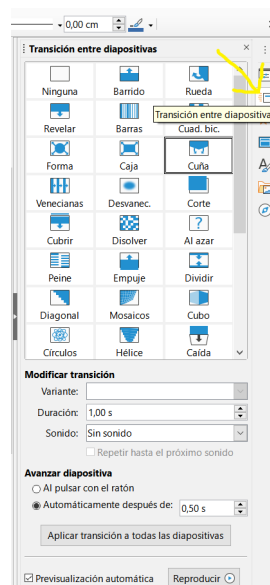 0,00 cm
Transición entre diapositivas
Ninguna Barrido Rueda
Transición entre diapositiva
Revelar Barras Cuad. bic.
Forma Caja Cuña
Venecianas Desvanec. Corte
Cubrir Disolver Al azar
?
Peine Empuje Dividir
Diagonal Mosaicos Cubo
Círculos Hélice Caída
Modificar transición
Variante:
Duración: 1,00 s
Sonido: Sin sonido
Repetir hasta el próximo sonido
Avanzar diapositiva
Al pulsar con el ratón
Automáticamente después de: 0,50 s
Aplicar transición a todas las diapositivas
Previsualización automática Reproducir